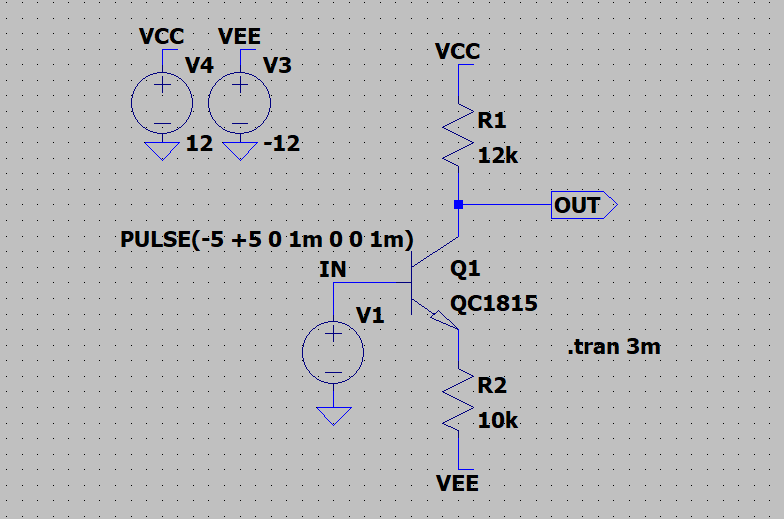 VCC
VEE
V4
V3
12
-12
VCC
R1
12k
OUT
PULSE(-5 +5 0 1m 0 0 1m)
IN
Q1
QC1815
V1
.tran 3m
R2
10k
VEE